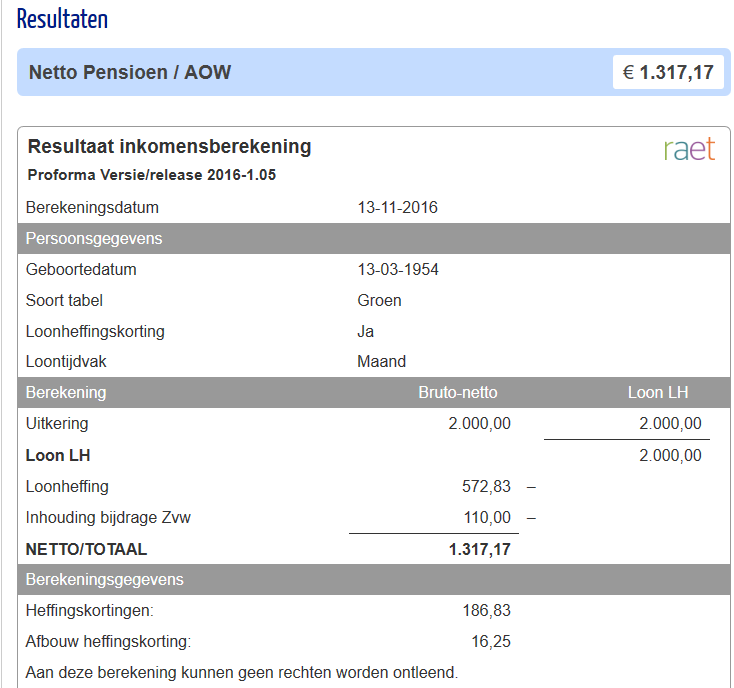 Resultaten
Netto Pensioen / AOW € 1.317,17
Resultaat inkomensberekening raet
Proforma Versie/release 2016-1.05
Berekeningsdatum 13-11-2016
Persoonsgegevens
Geboortedatum 13-03-1954
Soort tabel Groen
Loonheffingskorting Ja
Loontijdvak Maand
Berekening Bruto-netto Loon LH
Uitkering 2.000,00 2.000,00
Loon LH 2.000,00
Loonheffing 572,83 –
Inhouding bijdrage Zvw 110,00 –
NETTO/TOTAAL 1.317,17
Berekeningsgegevens
Heffingskortingen: 186,83
Afbouw heffingskorting: 16,25
Aan deze berekening kunnen geen rechten worden ontleend.